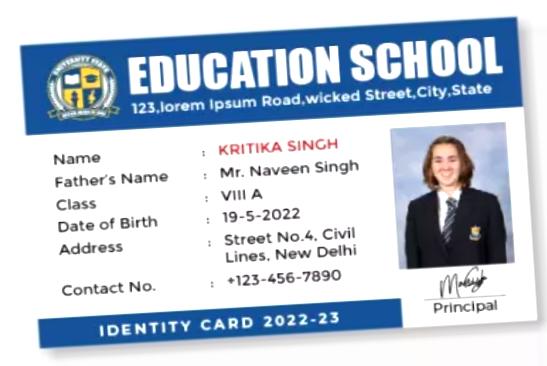 EDUCATION SCHOOL
123,lorem Ipsum Road,wicked Street,City,State
Name : KRITIKA SINGH
Father's Name : Mr. Naveen Singh
Class : VIII A
Date of Birth : 19-5-2022
Address : Street No.4, Civil
Lines, New Delhi
Contact No. : +123-456-7890
Principal
IDENTITY CARD 2022-23